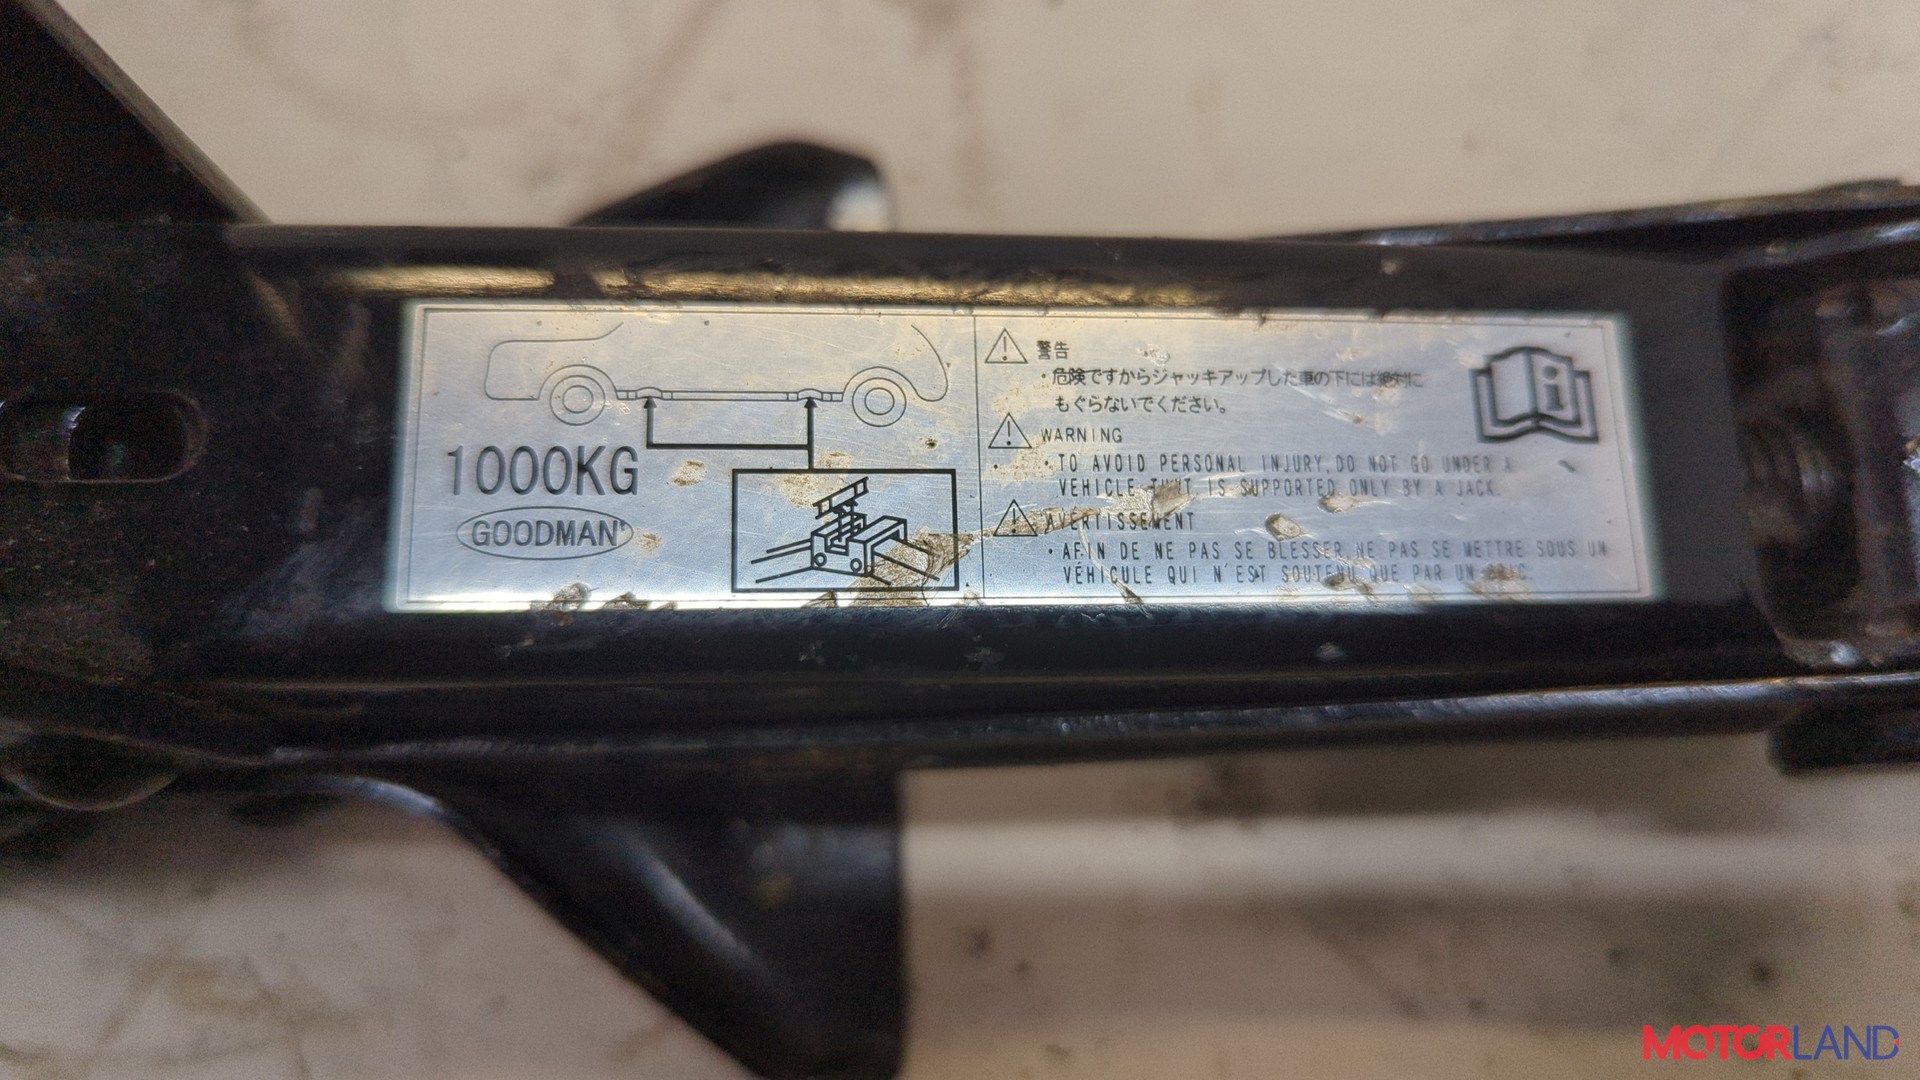 1000KG
GOODMAN
警告
・危険ですからジャッキアップした車の下には絶対に
もぐらないでください。
WARNING
・TO AVOID PERSONAL INJURY, DO NOT GO UNDER A
VEHICLE THAT IS SUPPORTED ONLY BY A JACK.
AVERTISSEMENT
・AFIN DE NE PAS SE BLESSER, NE PAS SE METTRE SOUS UN
VÉHICULE QUI N'EST SOUTENU QUE PAR UN CRIC.
MOTORLAND